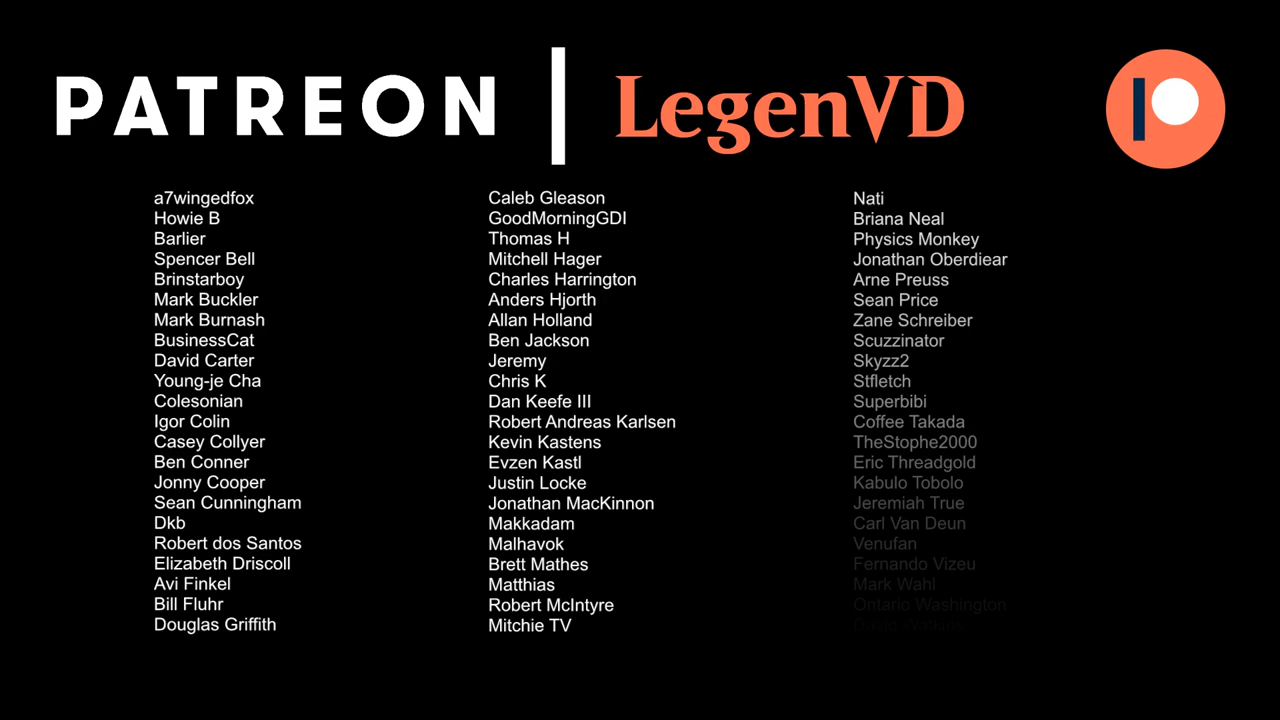 PATREON | LegenVD
a7wingedfox
Howie B
Barlier
Spencer Bell
Brinstarboy
Mark Buckler
Mark Burnash
BusinessCat
David Carter
Young-je Cha
Colesonian
Igor Colin
Casey Collyer
Ben Conner
Jonny Cooper
Sean Cunningham
Dkb
Robert dos Santos
Elizabeth Driscoll
Avi Finkel
Bill Fluhr
Douglas Griffith
Caleb Gleason
GoodMorningGDI
Thomas H
Mitchell Hager
Charles Harrington
Anders Hjorth
Allan Holland
Ben Jackson
Jeremy
Chris K
Dan Keefe III
Robert Andreas Karlsen
Kevin Kastens
Evzen Kastl
Justin Locke
Jonathan MacKinnon
Makkadam
Malhavok
Brett Mathes
Matthias
Robert McIntyre
Mitchie TV
Nati
Briana Neal
Physics Monkey
Jonathan Oberdiear
Arne Preuss
Sean Price
Zane Schreiber
Scuzzinator
Skyzz2
Stfletch
Superbibi
Coffee Takada
TheStophe2000
Eric Threadgold
Kabulo Tobolo
Jeremiah True
Carl Van Deun
Venufan
Fernando Vizeu
Mark Wahl
Ontario Washington
David